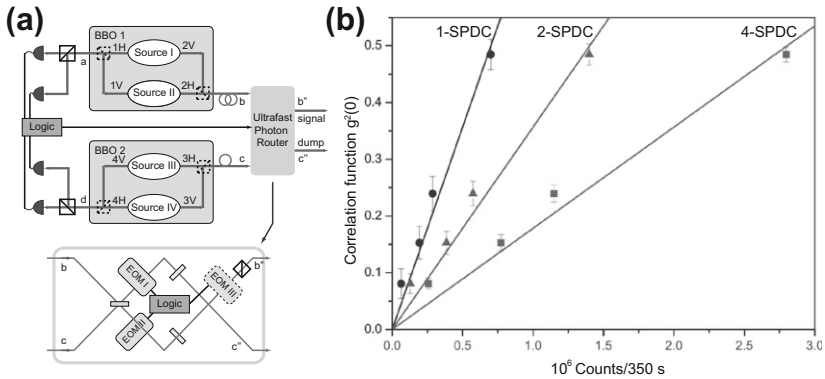 (a)
BBO 1
1H
Source I
2V
a
1V
Source II
2H
b
Logic
Ultafast
Photon
Router
b"
signal
dump
c"
BBO 2
4V
Source III
3H
c
d
4H
Source IV
3V
b
EOM I
EOM III
b"
Logic
EOM II
c
c"
(b)
1-SPDC
2-SPDC
4-SPDC
Correlation function g²(0)
0.5
0.4
0.3
0.2
0.1
0.0
0.0
0.5
1.0
1.5
2.0
2.5
3.0
10⁶ Counts/350 s